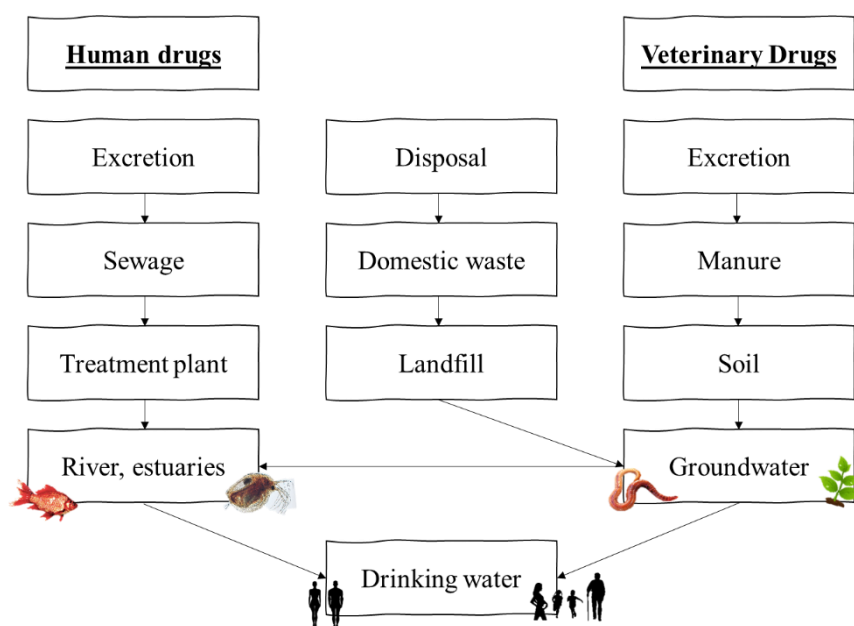 Human drugs
Veterinary Drugs
Excretion
Disposal
Excretion
Sewage
Domestic waste
Manure
Treatment plant
Landfill
Soil
River, estuaries
Groundwater
Drinking water